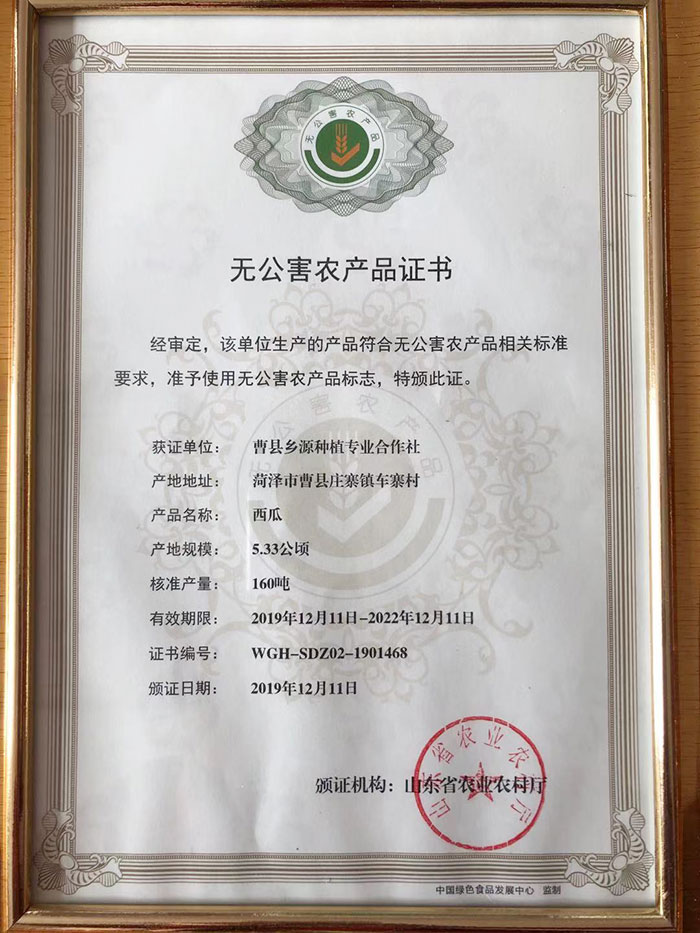 无公害农产品
无公害农产品证书
经审定，该单位生产的产品符合无公害农产品相关标准
要求，准予使用无公害农产品标志，特颁此证。
无公害农产品
获证单位： 曹县乡源种植专业合作社
产地地址： 菏泽市曹县庄寨镇车寨村
产品名称： 西瓜
产地规模： 5.33公顷
核准产量： 160吨
有效期限： 2019年12月11日-2022年12月11日
证书编号： WGH-SDZ02-1901468
颁证日期： 2019年12月11日
颁证机构：山东省农业农村厅
山东省农业农村厅
中国绿色食品发展中心 监制